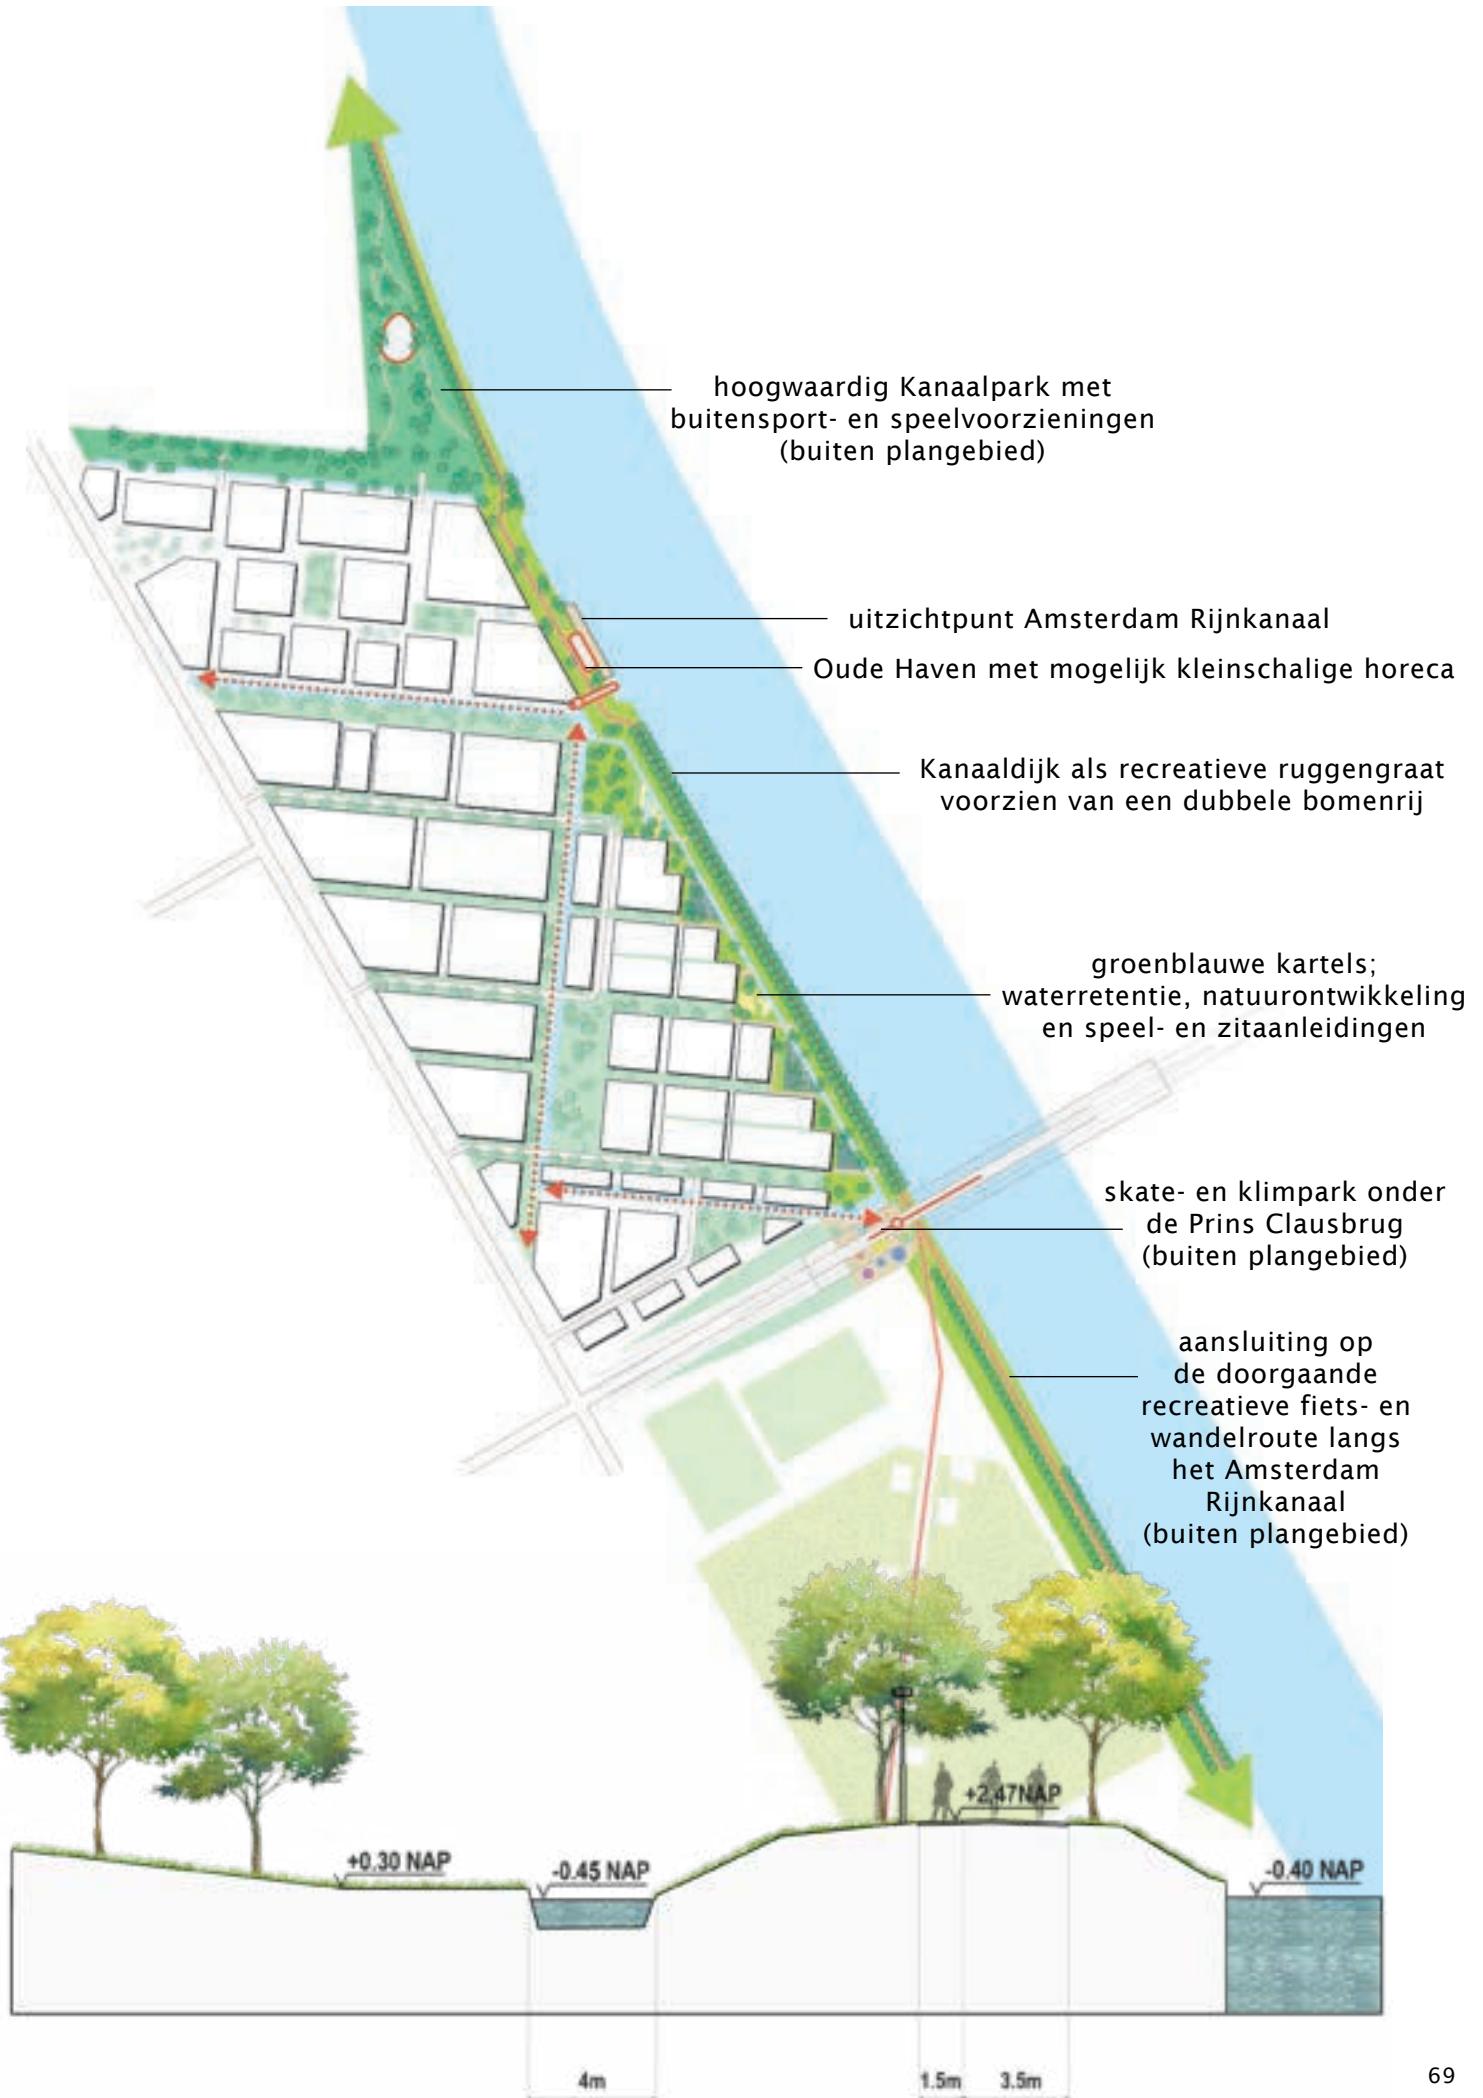 hoogwaardig Kanaalpark met
buitensport- en speelvoorzieningen
(buiten plangebied)
uitzichtpunt Amsterdam Rijnkanaal
Oude Haven met mogelijk kleinschalige horeca
Kanaaldijk als recreatieve ruggengraat
voorzien van een dubbele bomenrij
groenblauwe kartels;
waterretentie, natuurontwikkeling
en speel- en zitaanleidingen
skate- en klimpark onder
de Prins Clausbrug
(buiten plangebied)
aansluiting op
de doorgaande
recreatieve fiets- en
wandelroute langs
het Amsterdam
Rijnkanaal
(buiten plangebied)
+2,47NAP
+0.30 NAP
-0.45 NAP
-0.40 NAP
4m
1.5m
3.5m
69